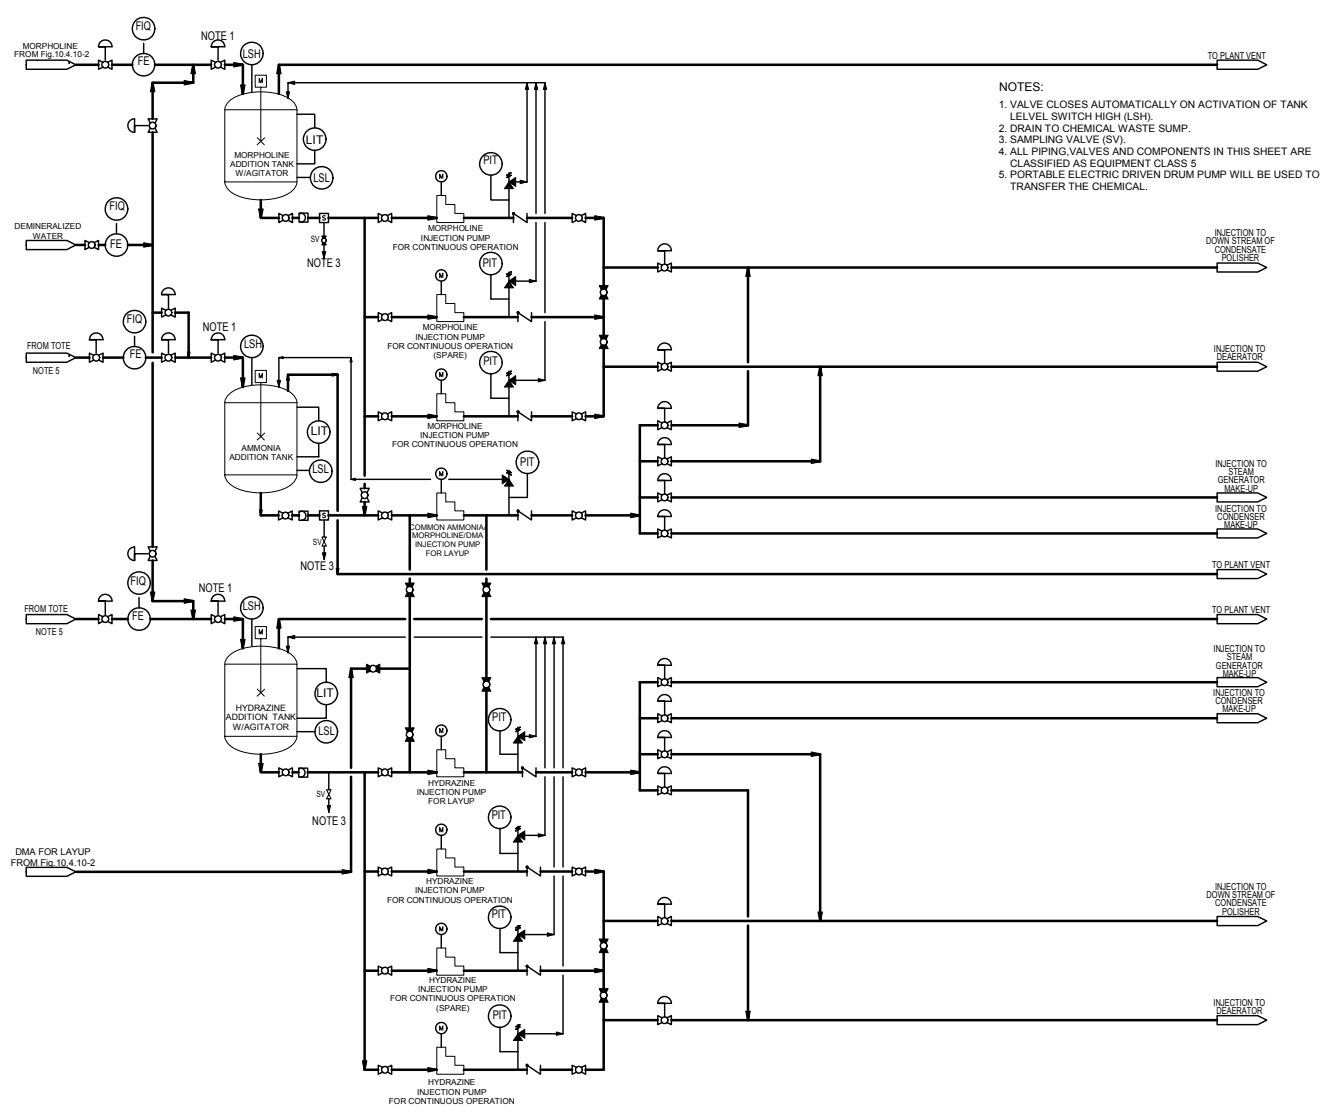 FIQ
NOTE 1
MORPHOLINE
FROM Fig.10.4.10-2
FE
LSH
M
TO PLANT VENT
NOTES:
1. VALVE CLOSES AUTOMATICALLY ON ACTIVATION OF TANK
LELVEL SWITCH HIGH (LSH).
2. DRAIN TO CHEMICAL WASTE SUMP.
3. SAMPLING VALVE (SV).
4. ALL PIPING,VALVES AND COMPONENTS IN THIS SHEET ARE
CLASSIFIED AS EQUIPMENT CLASS 5
5. PORTABLE ELECTRIC DRIVEN DRUM PUMP WILL BE USED TO
TRANSFER THE CHEMICAL.
LIT
MORPHOLINE
ADDITION TANK
W/AGITATOR
LSL
PIT
M
S
SV
NOTE 3
MORPHOLINE
INJECTION PUMP
FOR CONTINUOUS OPERATION
FIQ
DEMINERALIZED
WATER
FE
INJECTION TO
DOWN STREAM OF
CONDENSATE
POLISHER
PIT
M
MORPHOLINE
INJECTION PUMP
FOR CONTINUOUS OPERATION
(SPARE)
FIQ
NOTE 1
FROM TOTE
NOTE 5
FE
LSH
M
PIT
M
INJECTION TO
DEAERATOR
MORPHOLINE
INJECTION PUMP
FOR CONTINUOUS OPERATION
LIT
AMMONIA
ADDITION TANK
LSL
PIT
M
INJECTION TO
STEAM
GENERATOR
MAKE-UP
INJECTION TO
CONDENSER
MAKE-UP
S
SV
NOTE 3
COMMON AMMONIA/
MORPHOLINE/DMA
INJECTION PUMP
FOR LAYUP
TO PLANT VENT
FIQ
NOTE 1
FROM TOTE
NOTE 5
FE
LSH
M
TO PLANT VENT
INJECTION TO
STEAM
GENERATOR
MAKE-UP
INJECTION TO
CONDENSER
MAKE-UP
LIT
HYDRAZINE
ADDITION TANK
W/AGITATOR
LSL
PIT
M
SV
NOTE 3
HYDRAZINE
INJECTION PUMP
FOR LAYUP
PIT
M
DMA FOR LAYUP
FROM Fig.10.4.10-2
HYDRAZINE
INJECTION PUMP
FOR CONTINUOUS OPERATION
INJECTION TO
DOWN STREAM OF
CONDENSATE
POLISHER
PIT
M
HYDRAZINE
INJECTION PUMP
FOR CONTINUOUS OPERATION
(SPARE)
PIT
M
INJECTION TO
DEAERATOR
HYDRAZINE
INJECTION PUMP
FOR CONTINUOUS OPERATION